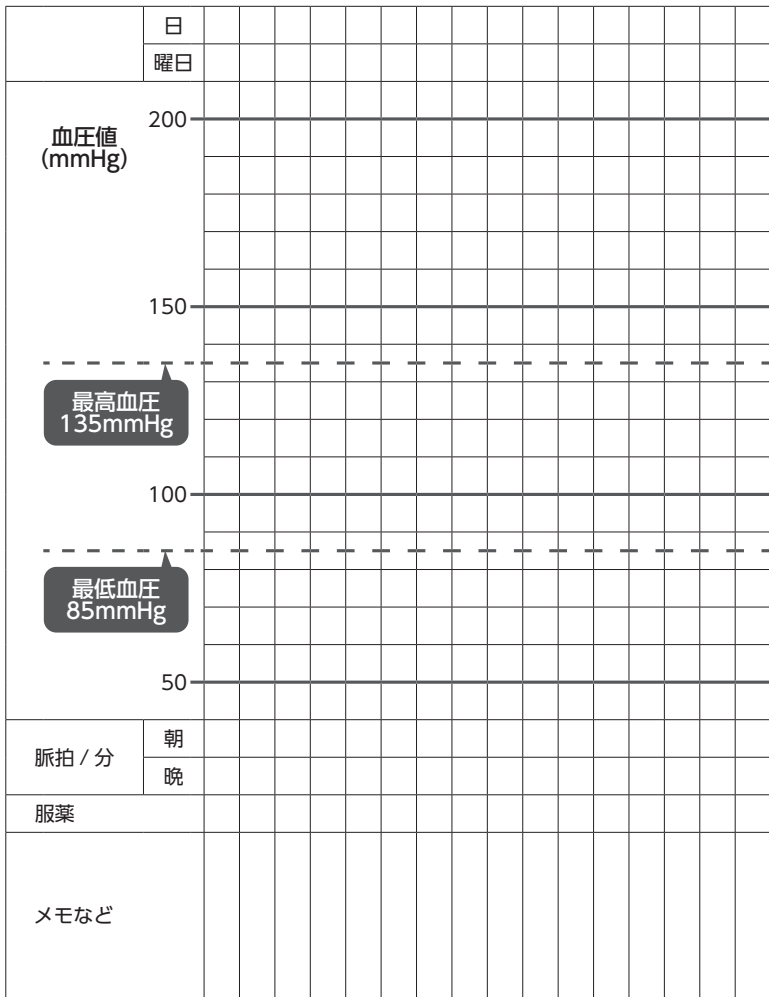 日
曜日
血圧値
(mmHg)
200
150
最高血圧
135mmHg
100
最低血圧
85mmHg
50
脈拍 / 分
朝
晩
服薬
メモなど